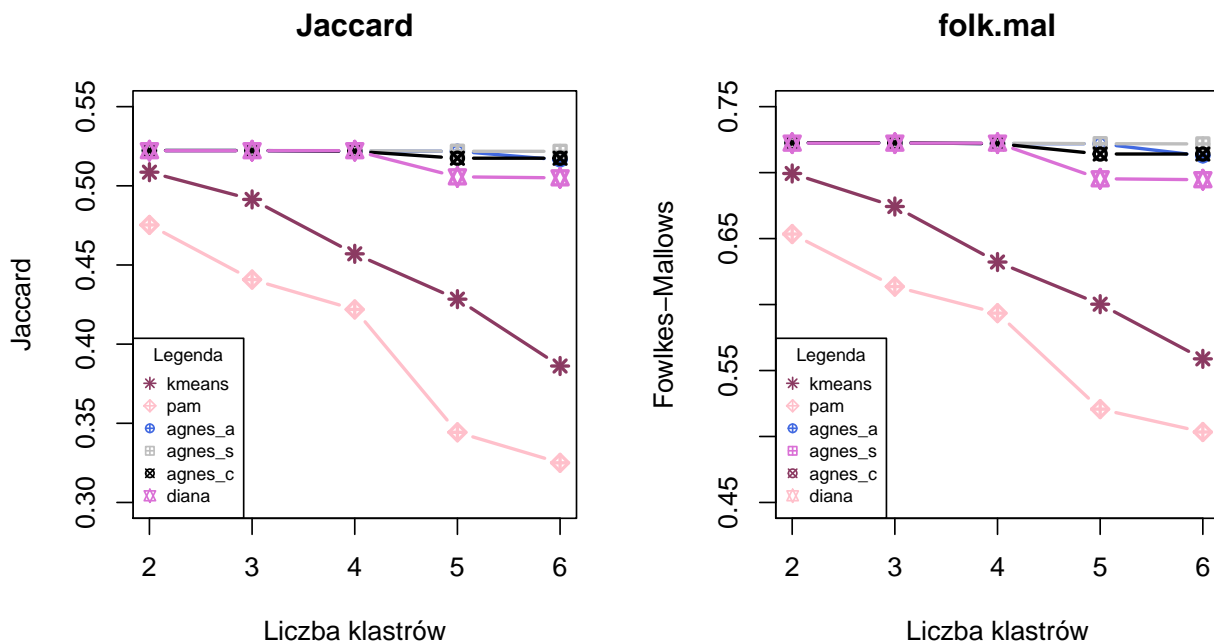 Jaccard
Jaccard
0.55
0.50
0.45
0.40
0.35
0.30
Legenda
kmeans
pam
agnes_a
agnes_s
agnes_c
diana
2 3 4 5 6
Liczba klastrów
folk.mal
Fowlkes−Mallows
0.75
0.65
0.55
0.45
Legenda
kmeans
pam
agnes_a
agnes_s
agnes_c
diana
2 3 4 5 6
Liczba klastrów